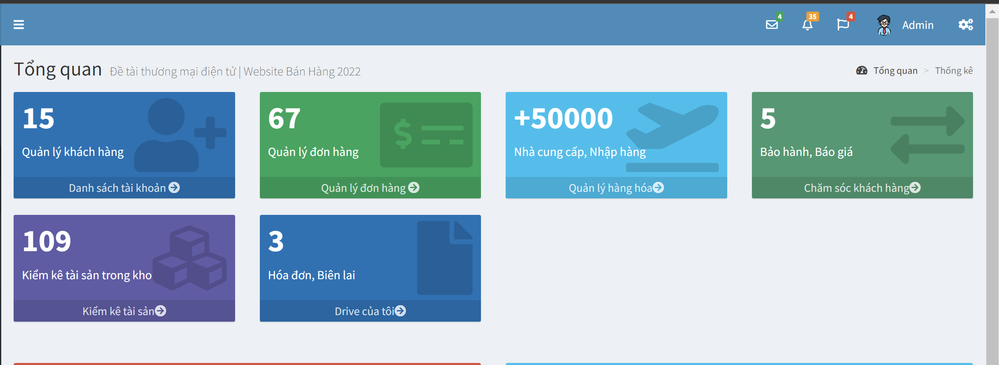 4
35
4
Admin
Tổng quan Đề tài thương mại điện tử | Website Bán Hàng 2022
Tổng quan > Thống kê
15
Quản lý khách hàng
Danh sách tài khoản
67
Quản lý đơn hàng
Quản lý đơn hàng
+50000
Nhà cung cấp, Nhập hàng
Quản lý hàng hóa
5
Bảo hành, Báo giá
Chăm sóc khách hàng
109
Kiểm kê tài sản trong kho
Kiểm kê tài sản
3
Hóa đơn, Biên lai
Drive của tôi